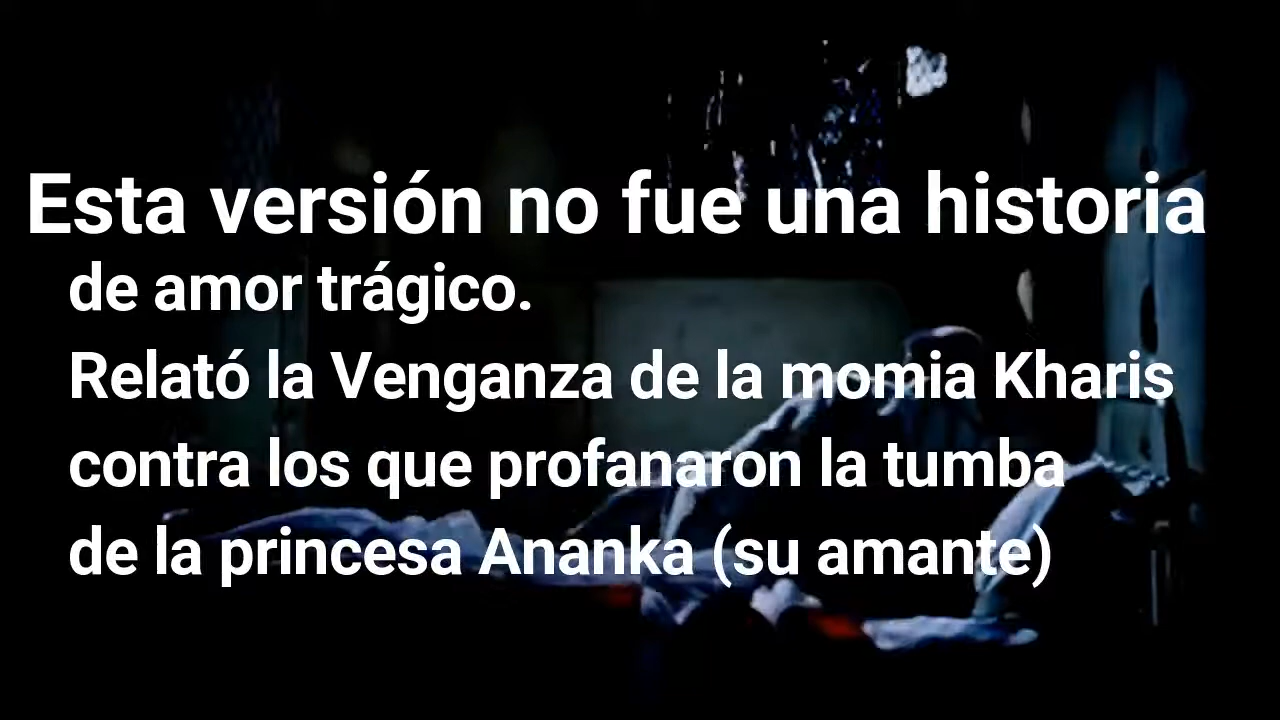 Esta versión no fue una historia
de amor trágico.
Relató la Venganza de la momia Kharis
contra los que profanaron la tumba
de la princesa Ananka (su amante)